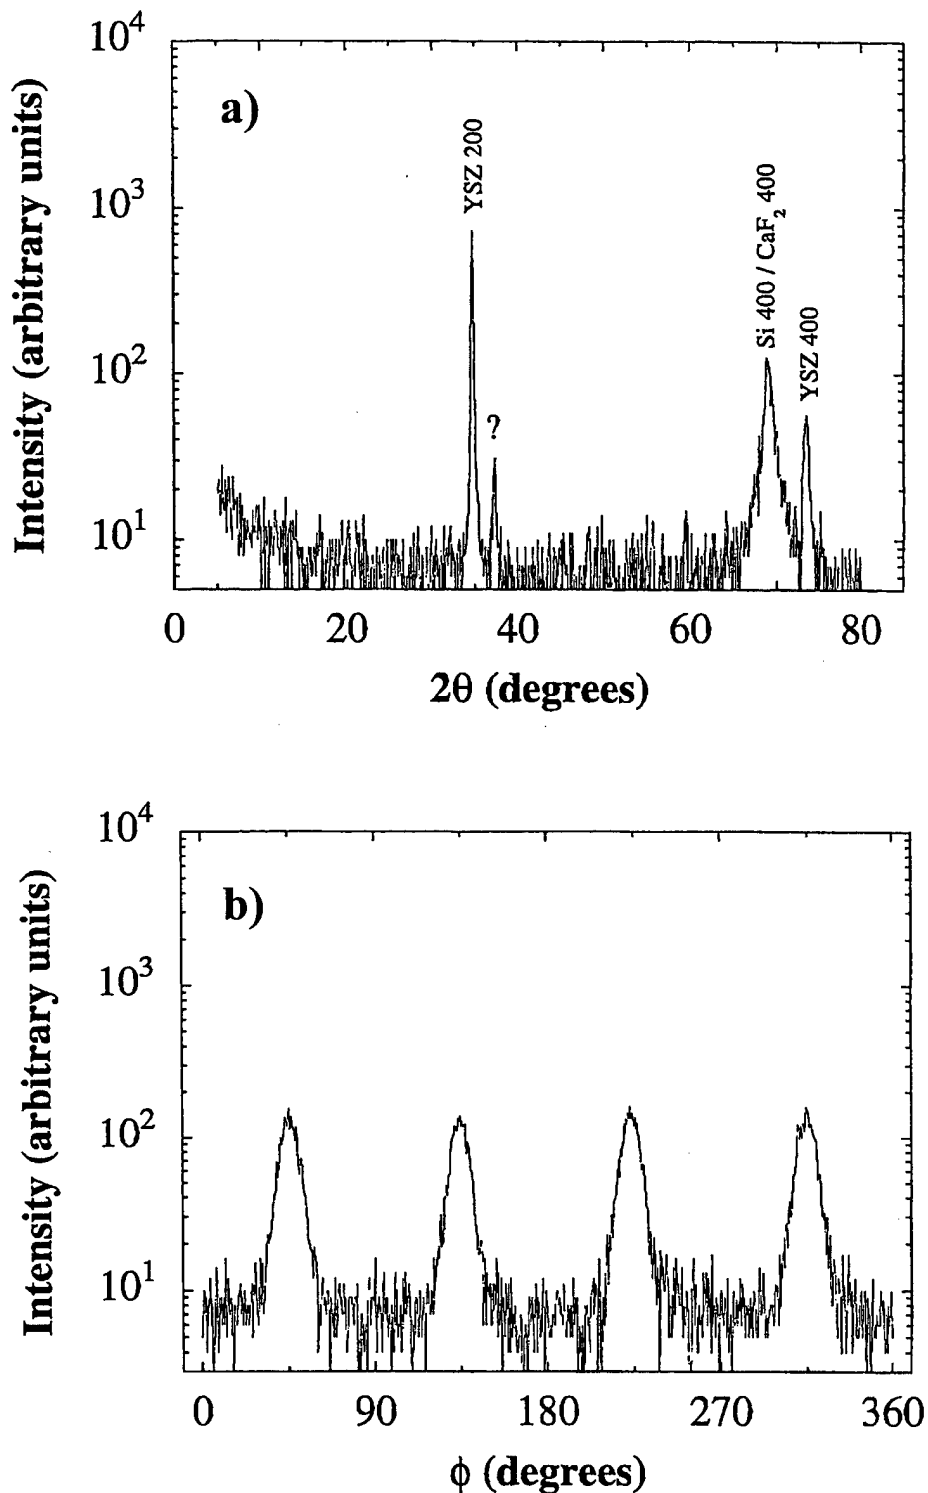 a)
Intensity (arbitrary units)
10⁴
10³
10²
10¹
YSZ 200
?
Si 400 / CaF₂ 400
YSZ 400
0 20 40 60 80
2θ (degrees)
b)
Intensity (arbitrary units)
10⁴
10³
10²
10¹
0 90 180 270 360
ϕ (degrees)